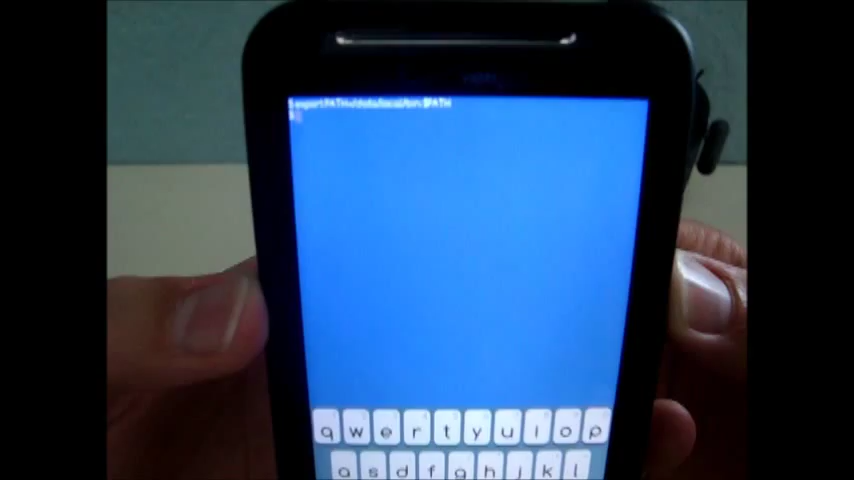 $ export PATH=/data/local/bin:$PATH
$
q w e r t y u i o p
a s d f g h j k l